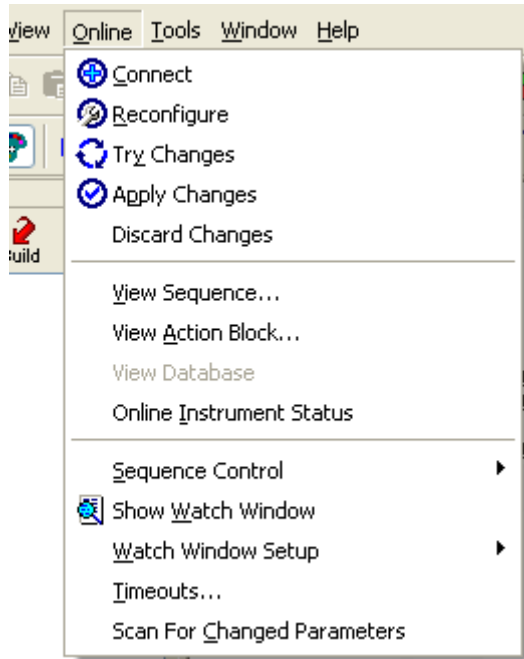 View Online Tools Window Help
Connect
Reconfigure
Try Changes
Apply Changes
Discard Changes
View Sequence...
View Action Block...
View Database
Online Instrument Status
Sequence Control
Show Watch Window
Watch Window Setup
Timeouts...
Scan For Changed Parameters